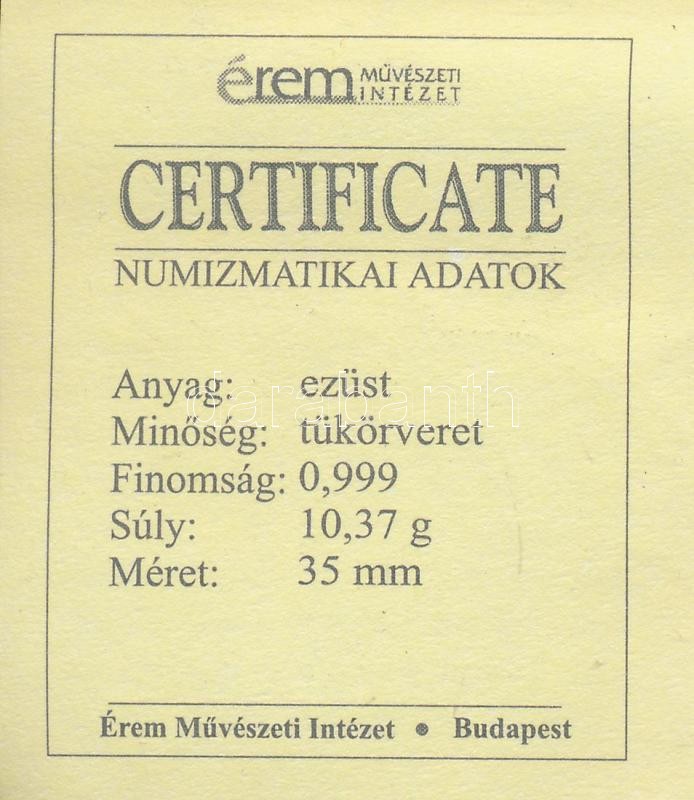 érem MŰVÉSZETI
INTÉZET
CERTIFICATE
NUMIZMATIKAI ADATOK
Anyag: ezüst
Minőség: tükörveret
Finomság: 0,999
Súly: 10,37 g
Méret: 35 mm
darabanth
Érem Művészeti Intézet • Budapest